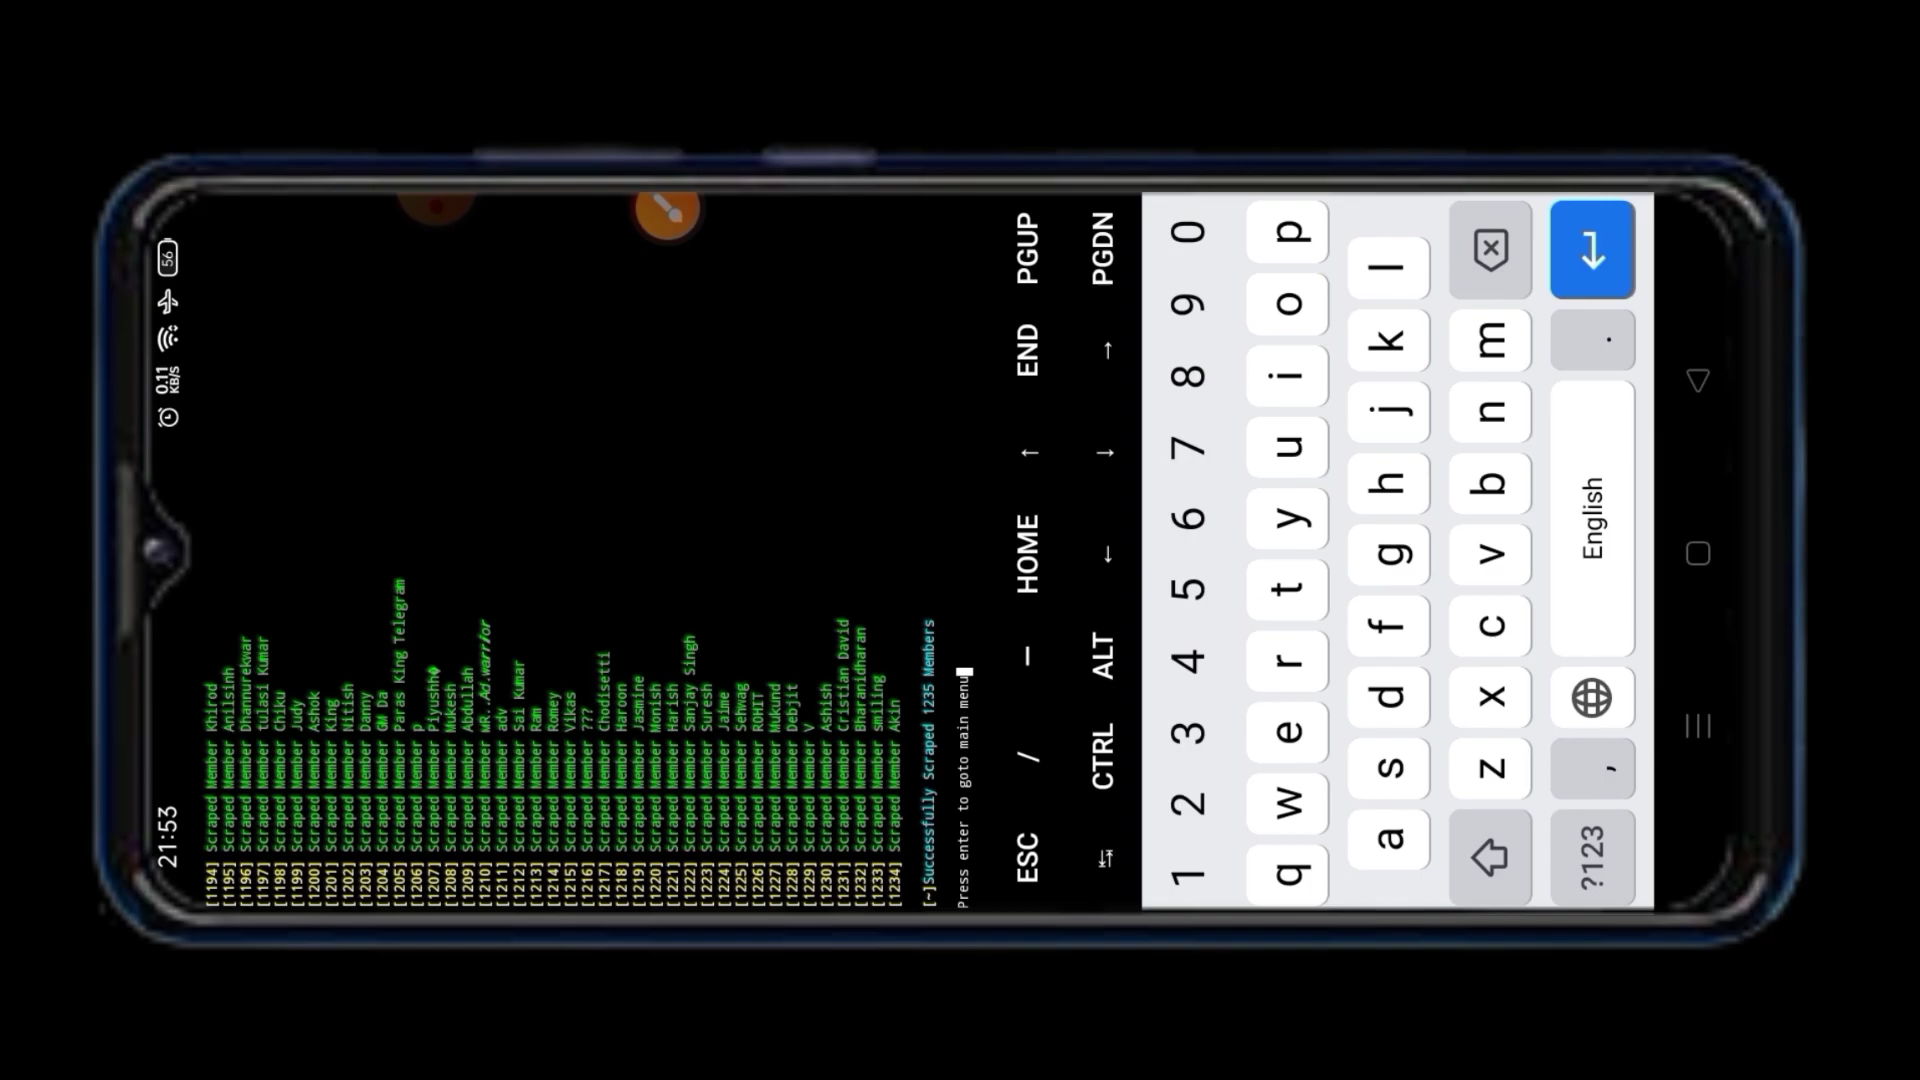 21:53
0.11 KB/S
56
[1194] Scraped Member Khirod
[1195] Scraped Member Anilsinh
[1196] Scraped Member Dhannurekwar
[1197] Scraped Member tulasi Kumar
[1198] Scraped Member Chiku
[1199] Scraped Member Judy
[1200] Scraped Member Ashok
[1201] Scraped Member King
[1202] Scraped Member Nitish
[1203] Scraped Member Danny
[1204] Scraped Member GM Da
[1205] Scraped Member Paras King Telegram
[1206] Scraped Member p
[1207] Scraped Member Piyushh�
[1208] Scraped Member Mukesh
[1209] Scraped Member Abdullah
[1210] Scraped Member mR..Ad.warrior
[1211] Scraped Member adv
[1212] Scraped Member Sai Kumar
[1213] Scraped Member Ram
[1214] Scraped Member Romey
[1215] Scraped Member Vikas
[1216] Scraped Member ???
[1217] Scraped Member Chodisetti
[1218] Scraped Member Haroon
[1219] Scraped Member Jasmine
[1220] Scraped Member Monish
[1221] Scraped Member Harish
[1222] Scraped Member Sanjay Singh
[1223] Scraped Member Suresh
[1224] Scraped Member Jaime
[1225] Scraped Member Sehwag
[1226] Scraped Member ROHIT
[1227] Scraped Member Mukund
[1228] Scraped Member Debjit
[1229] Scraped Member V
[1230] Scraped Member Ashish
[1231] Scraped Member Cristian David
[1232] Scraped Member Bharanidharan
[1233] Scraped Member smiling
[1234] Scraped Member Akin
[~]Successfully Scraped 1235 Members
Press enter to goto main menu
ESC / — HOME ↑ END PGUP
↹ CTRL ALT ← ↓ → PGDN
1 2 3 4 5 6 7 8 9 0
q w e r t y u i o p
a s d f g h j k l
z x c v b n m
?123 , English .